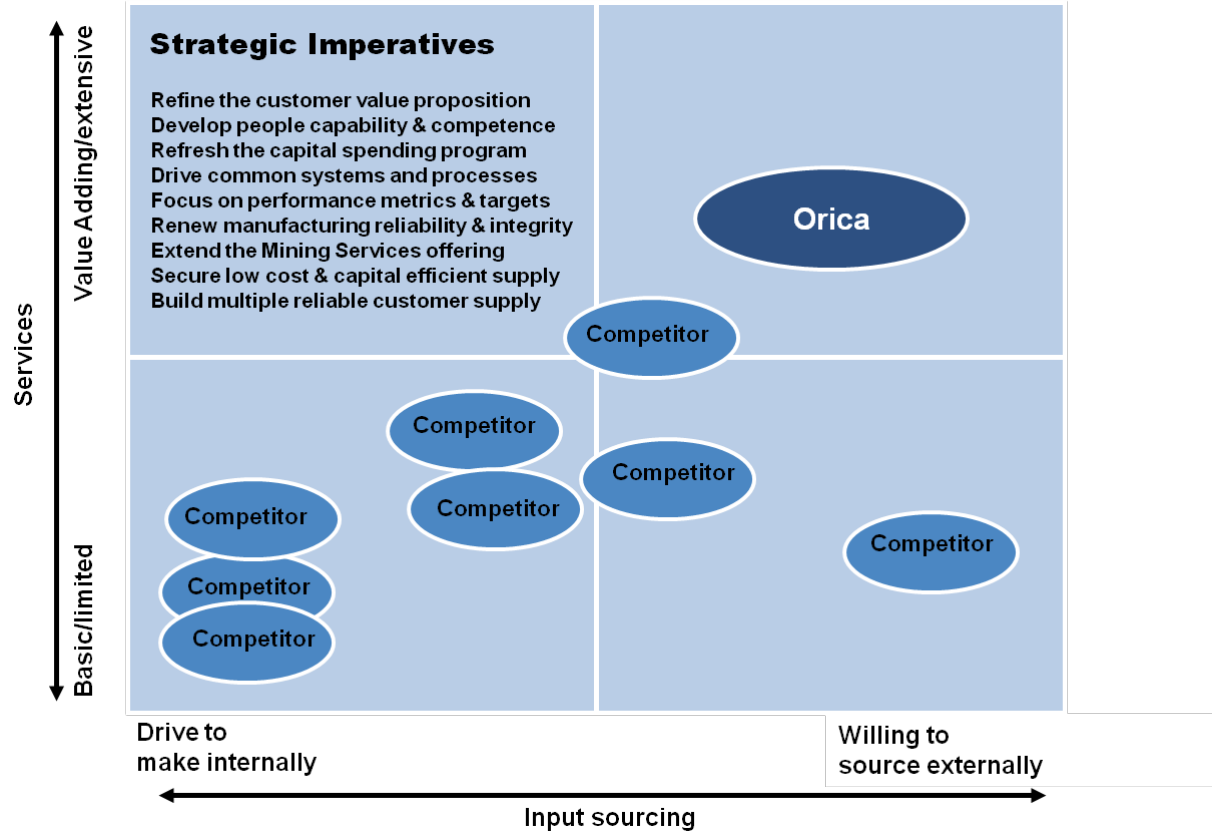 Strategic Imperatives
Refine the customer value proposition
Develop people capability & competence
Refresh the capital spending program
Drive common systems and processes
Focus on performance metrics & targets
Renew manufacturing reliability & integrity
Extend the Mining Services offering
Secure low cost & capital efficient supply
Build multiple reliable customer supply
Orica
Competitor
Competitor
Competitor
Competitor
Competitor
Competitor
Competitor
Competitor
Services
Value Adding/extensive
Basic/limited
Drive to
make internally
Willing to
source externally
Input sourcing